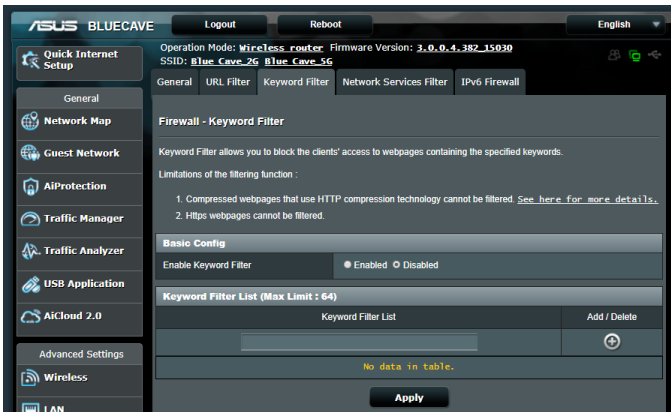 ASUS BLUECAVE
Logout
Reboot
English
Quick Internet
Setup
General
Network Map
Guest Network
AiProtection
Traffic Manager
Traffic Analyzer
USB Application
AiCloud 2.0
Advanced Settings
Wireless
LAN
Operation Mode: Wireless router Firmware Version: 3.0.0.4.382_15030
SSID: Blue Cave_2G Blue Cave_5G
General URL Filter Keyword Filter Network Services Filter IPv6 Firewall
Firewall - Keyword Filter
Keyword Filter allows you to block the clients' access to webpages containing the specified keywords.
Limitations of the filtering function :
1. Compressed webpages that use HTTP compression technology cannot be filtered. See here for more details.
2. Https webpages cannot be filtered.
Basic Config
Enable Keyword Filter Enabled Disabled
Keyword Filter List (Max Limit : 64)
Keyword Filter List Add / Delete
No data in table.
Apply